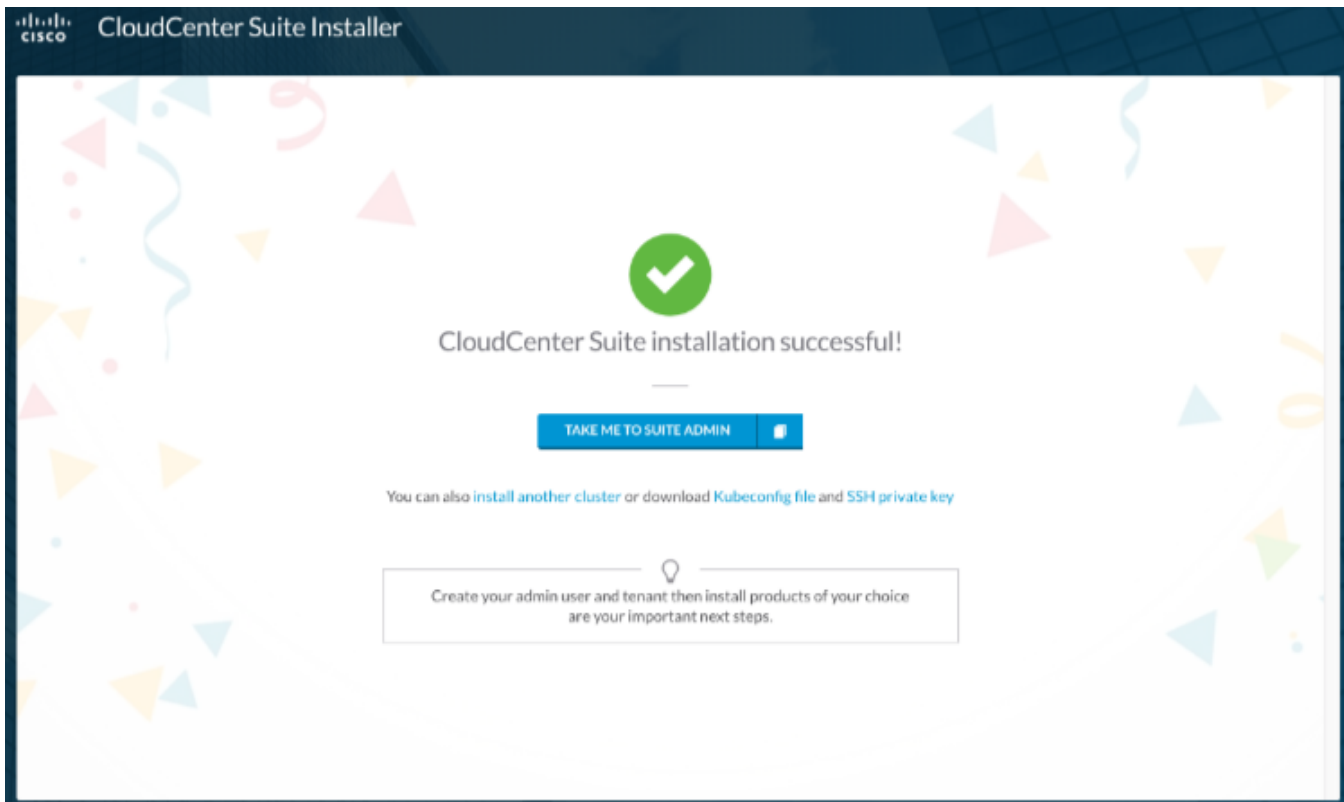 CISCO
CloudCenter Suite Installer
CloudCenter Suite installation successful!
TAKE ME TO SUITE ADMIN
You can also install another cluster or download Kubeconfig file and SSH private key
Create your admin user and tenant then install products of your choice
are your important next steps.